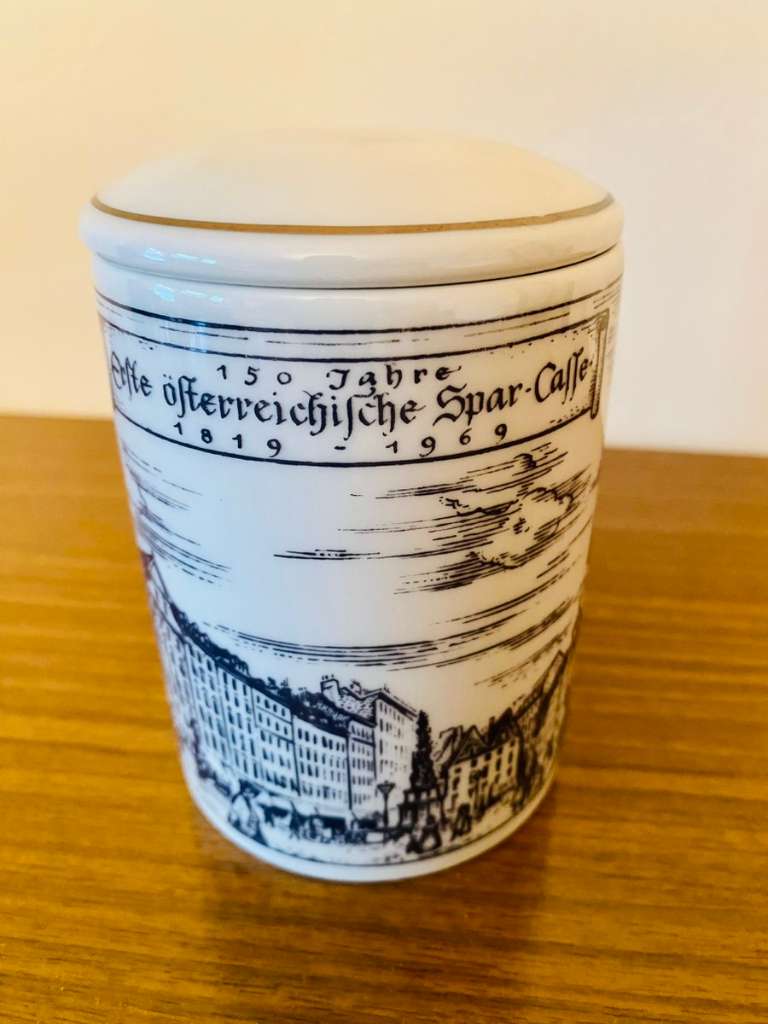 150 Jahre
Erſte öſterreichiſche Spar-Caſſe
1819 - 1969